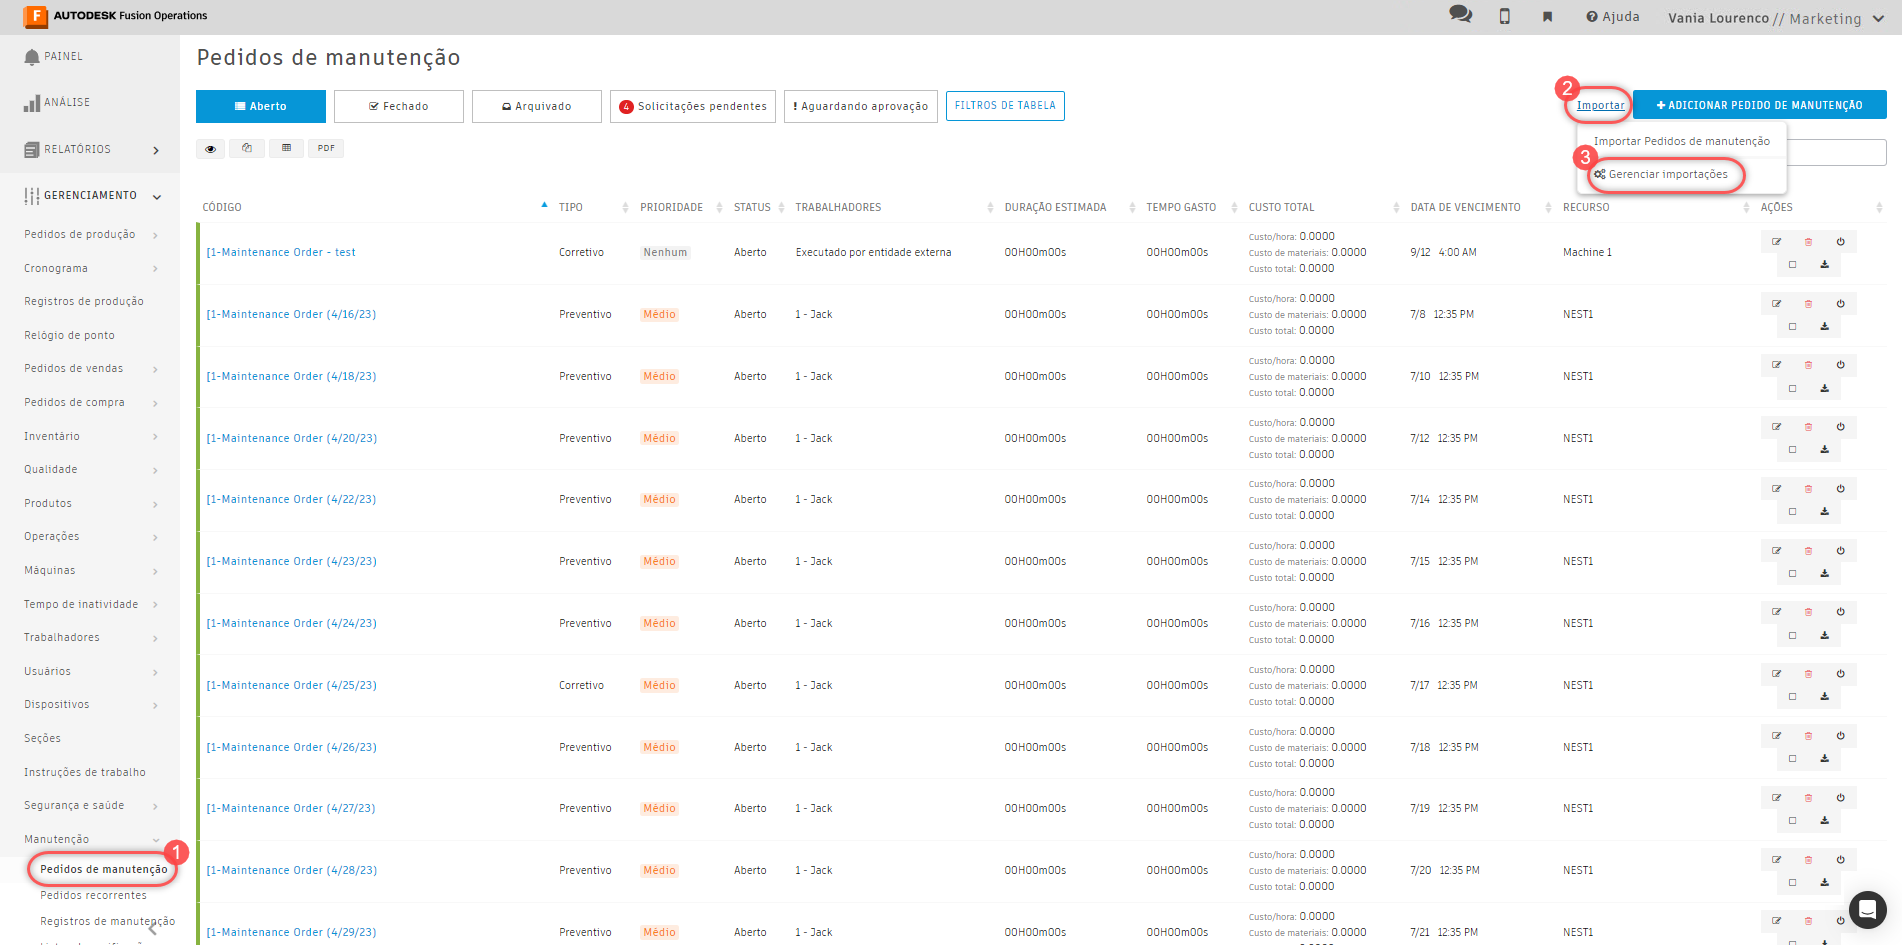 AUTODESK Fusion Operations
Ajuda
Vania Lourenco // Marketing
PAINEL
ANÁLISE
RELATÓRIOS
GERENCIAMENTO
Pedidos de produção
Cronograma
Registros de produção
Relógio de ponto
Pedidos de vendas
Pedidos de compra
Inventário
Qualidade
Produtos
Operações
Máquinas
Tempo de inatividade
Trabalhadores
Usuários
Dispositivos
Seções
Instruções de trabalho
Segurança e saúde
Manutenção
1
Pedidos de manutenção
Pedidos recorrentes
Registros de manutenção
Pedidos de manutenção
Aberto
Fechado
Arquivado
4 Solicitações pendentes
! Aguardando aprovação
FILTROS DE TABELA
2
Importar
+ ADICIONAR PEDIDO DE MANUTENÇÃO
Importar Pedidos de manutenção
3
Gerenciar importações
PDF
CÓDIGO TIPO PRIORIDADE STATUS TRABALHADORES DURAÇÃO ESTIMADA TEMPO GASTO CUSTO TOTAL DATA DE VENCIMENTO RECURSO AÇÕES
[1-Maintenance Order - test Corretivo Nenhum Aberto Executado por entidade externa 00H00m00s 00H00m00s
Custo/hora: 0.0000
Custo de materiais: 0.0000
Custo total: 0.0000
9/12 4:00 AM Machine 1
[1-Maintenance Order (4/16/23) Preventivo Médio Aberto 1 - Jack 00H00m00s 00H00m00s
Custo/hora: 0.0000
Custo de materiais: 0.0000
Custo total: 0.0000
7/8 12:35 PM NEST1
[1-Maintenance Order (4/18/23) Preventivo Médio Aberto 1 - Jack 00H00m00s 00H00m00s
Custo/hora: 0.0000
Custo de materiais: 0.0000
Custo total: 0.0000
7/10 12:35 PM NEST1
[1-Maintenance Order (4/20/23) Preventivo Médio Aberto 1 - Jack 00H00m00s 00H00m00s
Custo/hora: 0.0000
Custo de materiais: 0.0000
Custo total: 0.0000
7/12 12:35 PM NEST1
[1-Maintenance Order (4/22/23) Preventivo Médio Aberto 1 - Jack 00H00m00s 00H00m00s
Custo/hora: 0.0000
Custo de materiais: 0.0000
Custo total: 0.0000
7/14 12:35 PM NEST1
[1-Maintenance Order (4/23/23) Preventivo Médio Aberto 1 - Jack 00H00m00s 00H00m00s
Custo/hora: 0.0000
Custo de materiais: 0.0000
Custo total: 0.0000
7/15 12:35 PM NEST1
[1-Maintenance Order (4/24/23) Preventivo Médio Aberto 1 - Jack 00H00m00s 00H00m00s
Custo/hora: 0.0000
Custo de materiais: 0.0000
Custo total: 0.0000
7/16 12:35 PM NEST1
[1-Maintenance Order (4/25/23) Corretivo Médio Aberto 1 - Jack 00H00m00s 00H00m00s
Custo/hora: 0.0000
Custo de materiais: 0.0000
Custo total: 0.0000
7/17 12:35 PM NEST1
[1-Maintenance Order (4/26/23) Preventivo Médio Aberto 1 - Jack 00H00m00s 00H00m00s
Custo/hora: 0.0000
Custo de materiais: 0.0000
Custo total: 0.0000
7/18 12:35 PM NEST1
[1-Maintenance Order (4/27/23) Preventivo Médio Aberto 1 - Jack 00H00m00s 00H00m00s
Custo/hora: 0.0000
Custo de materiais: 0.0000
Custo total: 0.0000
7/19 12:35 PM NEST1
[1-Maintenance Order (4/28/23) Preventivo Médio Aberto 1 - Jack 00H00m00s 00H00m00s
Custo/hora: 0.0000
Custo de materiais: 0.0000
Custo total: 0.0000
7/20 12:35 PM NEST1
[1-Maintenance Order (4/29/23) Preventivo Médio Aberto 1 - Jack 00H00m00s 00H00m00s
Custo/hora: 0.0000
Custo de materiais: 0.0000
7/21 12:35 PM NEST1